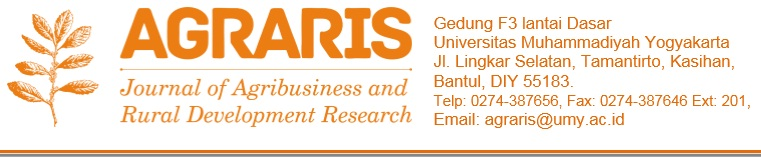 AGRARIS
Journal of Agribusiness and
Rural Development Research
Gedung F3 lantai Dasar
Universitas Muhammadiyah Yogyakarta
Jl. Lingkar Selatan, Tamantirto, Kasihan,
Bantul, DIY 55183.
Telp: 0274-387656, Fax: 0274-387646 Ext: 201,
Email: agraris@umy.ac.id